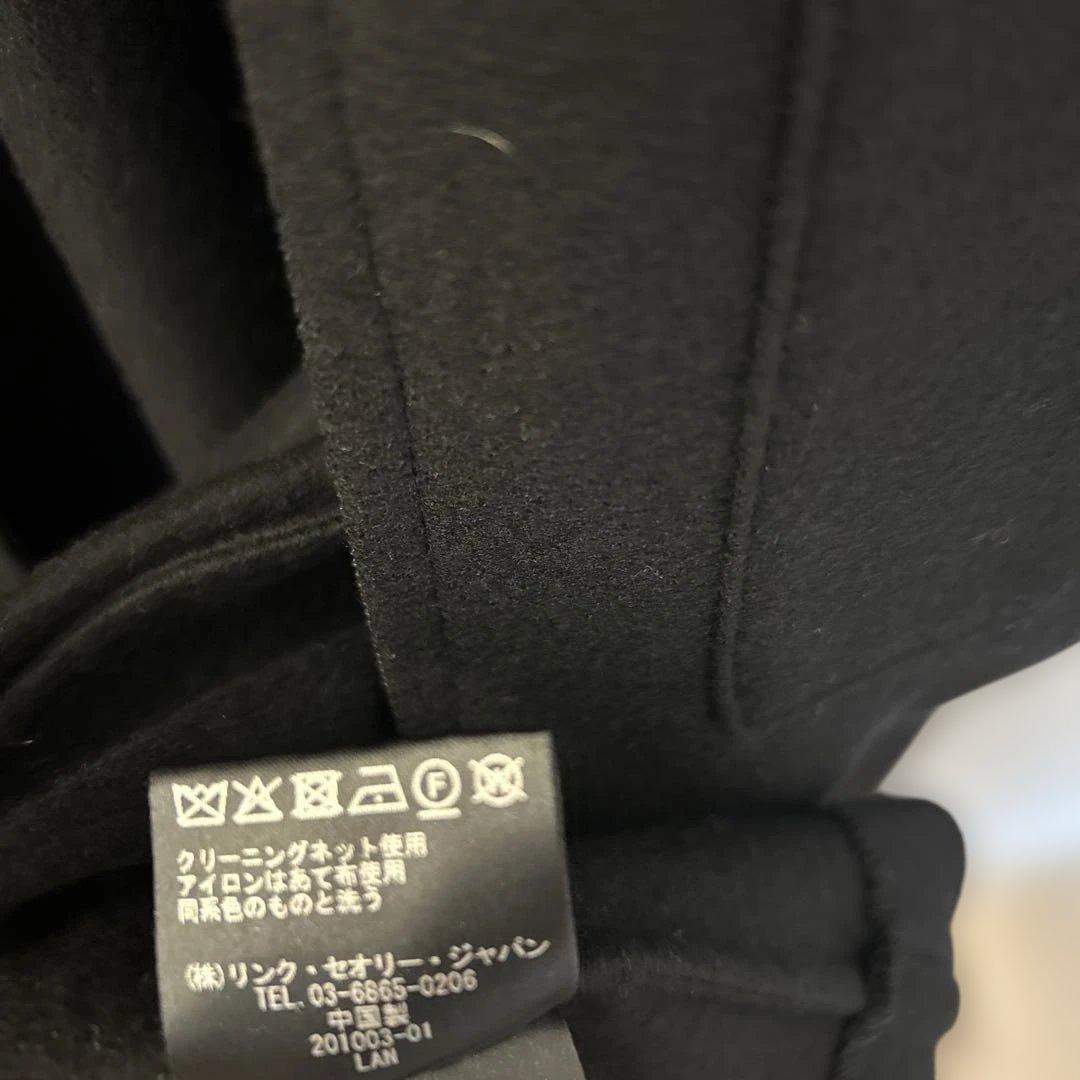 F W
クリーニングネット使用
アイロンはあて布使用
同系色のものと洗う
(株)リンク・セオリー・ジャパン
TEL.03-6865-0206
中国製
201003-01
LAN